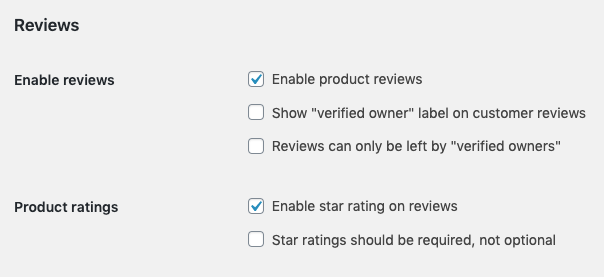 Reviews
Enable reviews
Enable product reviews
Show "verified owner" label on customer reviews
Reviews can only be left by "verified owners"
Product ratings
Enable star rating on reviews
Star ratings should be required, not optional